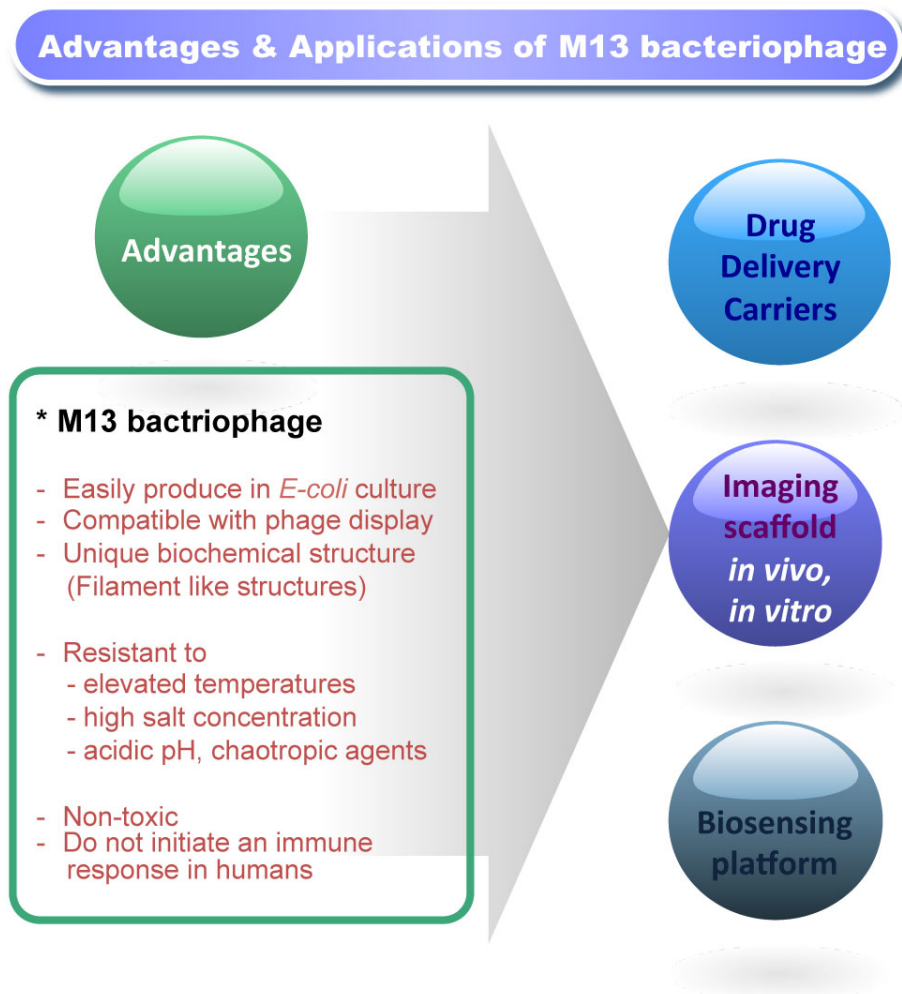 Advantages & Applications of M13 bacteriophage
Advantages
* M13 bactriophage
- Easily produce in E-coli culture
- Compatible with phage display
- Unique biochemical structure
(Filament like structures)
- Resistant to
- elevated temperatures
- high salt concentration
- acidic pH, chaotropic agents
- Non-toxic
- Do not initiate an immune
response in humans
Drug
Delivery
Carriers
Imaging
scaffold
in vivo,
in vitro
Biosensing
platform